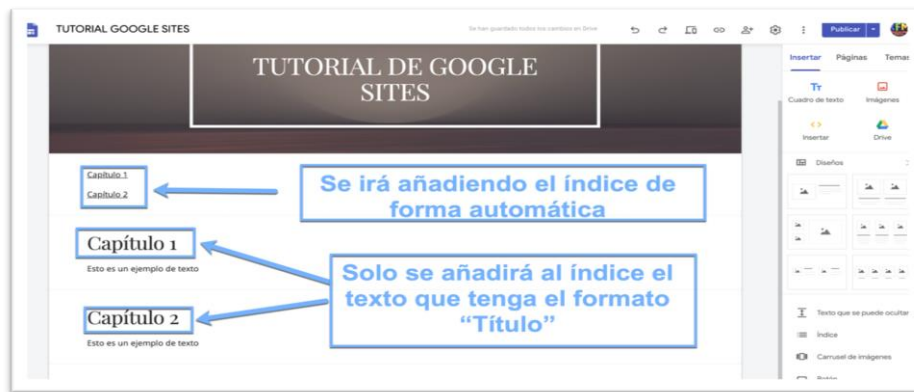 TUTORIAL GOOGLE SITES
Se han guardado todos los cambios en Drive
Publicar
TUTORIAL DE GOOGLE
SITES
Insertar Páginas Temas
Cuadro de texto Imágenes
Insertar Drive
Diseños
Capítulo 1
Capítulo 2
Se irá añadiendo el índice de
forma automática
Capítulo 1
Esto es un ejemplo de texto
Solo se añadirá al índice el
texto que tenga el formato
“Título”
Capítulo 2
Esto es un ejemplo de texto
Texto que se puede ocultar
Índice
Carrusel de imágenes